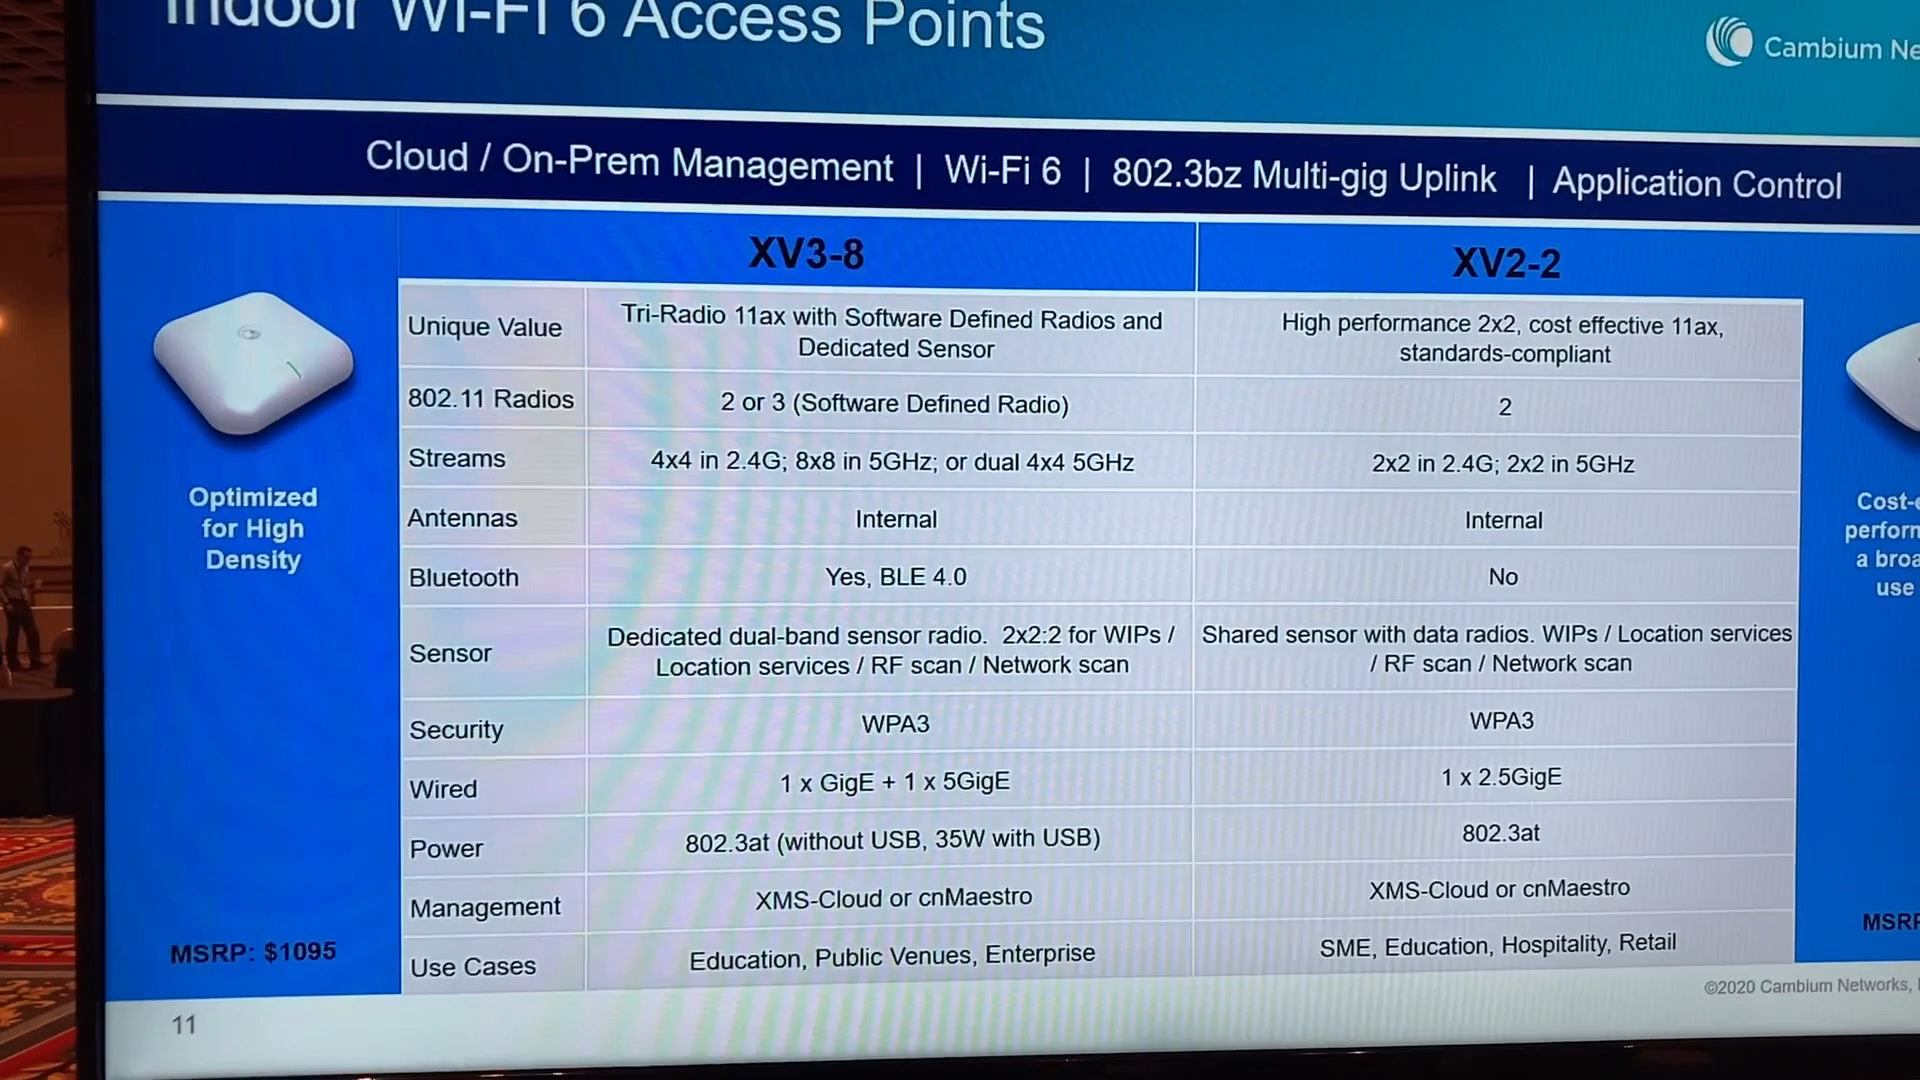 Indoor Wi-Fi 6 Access Points
Cambium
Cloud / On-Prem Management | Wi-Fi 6 | 802.3bz Multi-gig Uplink | Application Control
XV3-8
XV2-2
Unique Value
Tri-Radio 11ax with Software Defined Radios and
Dedicated Sensor
High performance 2x2, cost effective 11ax,
standards-compliant
802.11 Radios
2 or 3 (Software Defined Radio)
2
Streams
4x4 in 2.4G; 8x8 in 5GHz; or dual 4x4 5GHz
2x2 in 2.4G; 2x2 in 5GHz
Antennas
Internal
Internal
Bluetooth
Yes, BLE 4.0
No
Sensor
Dedicated dual-band sensor radio. 2x2:2 for WIPs /
Location services / RF scan / Network scan
Shared sensor with data radios. WIPs / Location services
/ RF scan / Network scan
Security
WPA3
WPA3
Wired
1 x GigE + 1 x 5GigE
1 x 2.5GigE
Power
802.3at (without USB, 35W with USB)
802.3at
Management
XMS-Cloud or cnMaestro
XMS-Cloud or cnMaestro
Use Cases
Education, Public Venues, Enterprise
SME, Education, Hospitality, Retail
Optimized
for High
Density
MSRP: $1095
a
use
©2020 Cambium Networks,
11